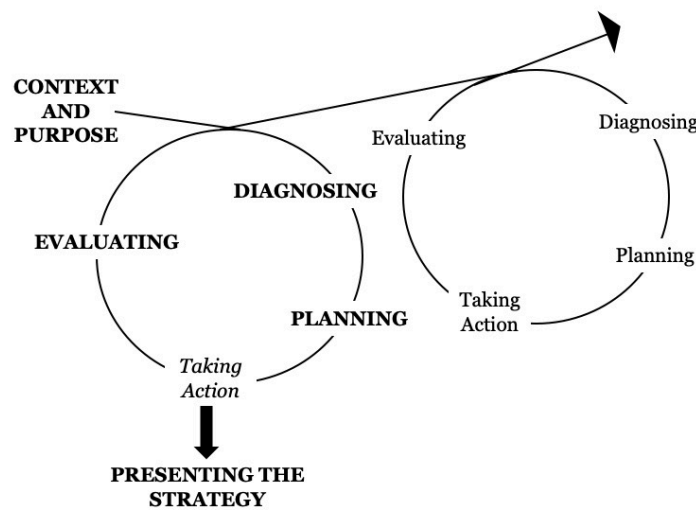 CONTEXT
AND
PURPOSE
DIAGNOSING
EVALUATING
PLANNING
Taking
Action
PRESENTING THE
STRATEGY
Evaluating
Diagnosing
Planning
Taking
Action